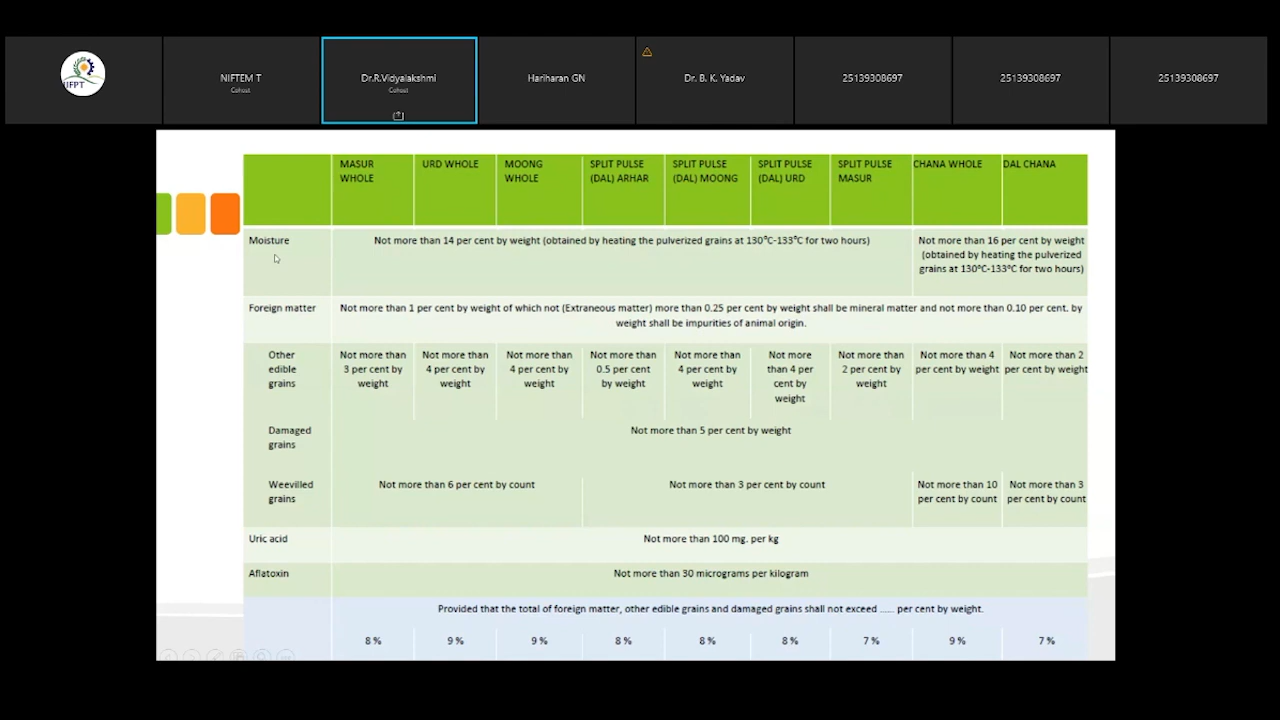 IIFPT
NIFTEM T
Cohost
Dr.R.Vidyalakshmi
Cohost
Hariharan GN
Dr. B. K. Yadav
25139308697
25139308697
25139308697
MASUR WHOLE
URD WHOLE
MOONG WHOLE
SPLIT PULSE (DAL) ARHAR
SPLIT PULSE (DAL) MOONG
SPLIT PULSE (DAL) URD
SPLIT PULSE MASUR
CHANA WHOLE
DAL CHANA
Moisture
Not more than 14 per cent by weight (obtained by heating the pulverized grains at 130°C-133°C for two hours)
Not more than 16 per cent by weight
(obtained by heating the pulverized
grains at 130°C-133°C for two hours)
Foreign matter
Not more than 1 per cent by weight of which not (Extraneous matter) more than 0.25 per cent by weight shall be mineral matter and not more than 0.10 per cent. by
weight shall be impurities of animal origin.
Other
edible
grains
Not more than
3 per cent by
weight
Not more than
4 per cent by
weight
Not more than
4 per cent by
weight
Not more than
0.5 per cent
by weight
Not more than
4 per cent by
weight
Not more
than 4 per
cent by
weight
Not more than
2 per cent by
weight
Not more than 4
per cent by weight
Not more than 2
per cent by weight
Damaged
grains
Not more than 5 per cent by weight
Weevilled
grains
Not more than 6 per cent by count
Not more than 3 per cent by count
Not more than 10
per cent by count
Not more than 3
per cent by count
Uric acid
Not more than 100 mg. per kg
Aflatoxin
Not more than 30 micrograms per kilogram
Provided that the total of foreign matter, other edible grains and damaged grains shall not exceed ...... per cent by weight.
8 %
9 %
9 %
8 %
8 %
8 %
7 %
9 %
7 %